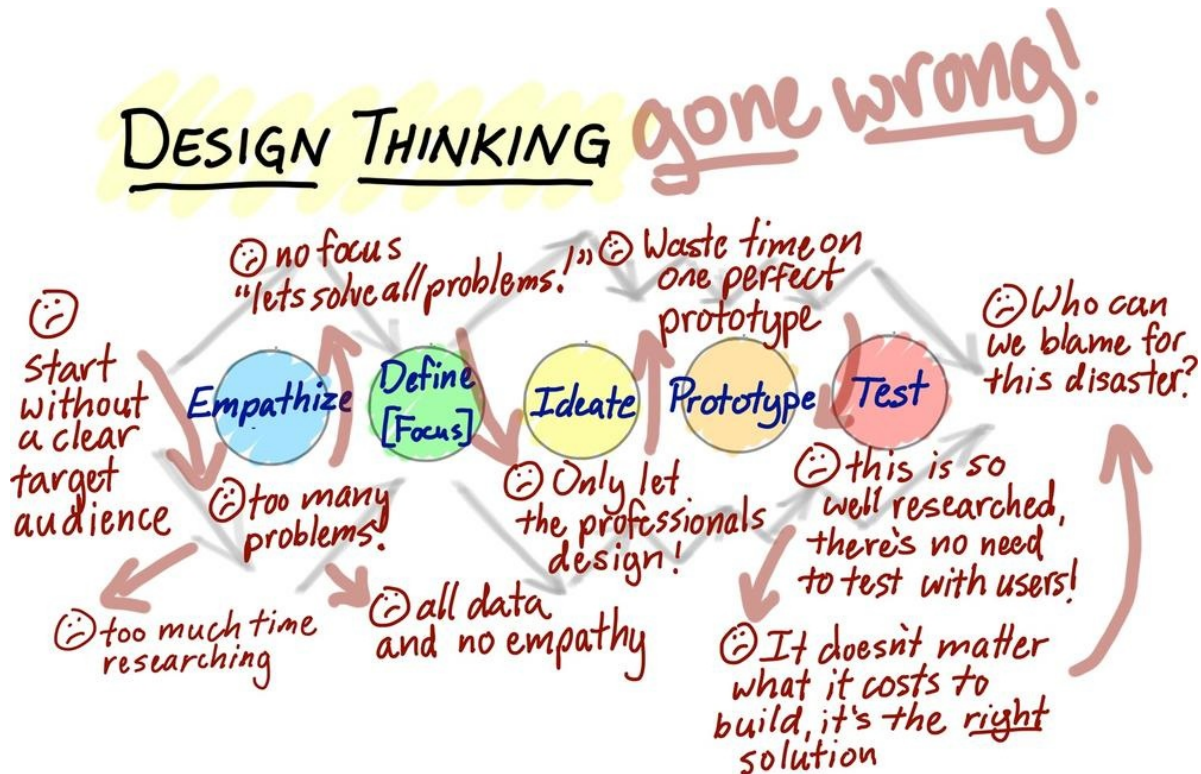 DESIGN THINKING gone wrong!
start
without
a clear
target
audience
no focus
"lets solve all problems!"
Waste time on
one perfect
prototype
Who can
we blame for
this disaster?
Empathize
Define
[Focus]
Ideate
Prototype
Test
too many
problems!
too much time
researching
all data
and no empathy
Only let
the professionals
design!
this is so
well researched,
there's no need
to test with users!
It doesn't matter
what it costs to
build, it's the right
solution